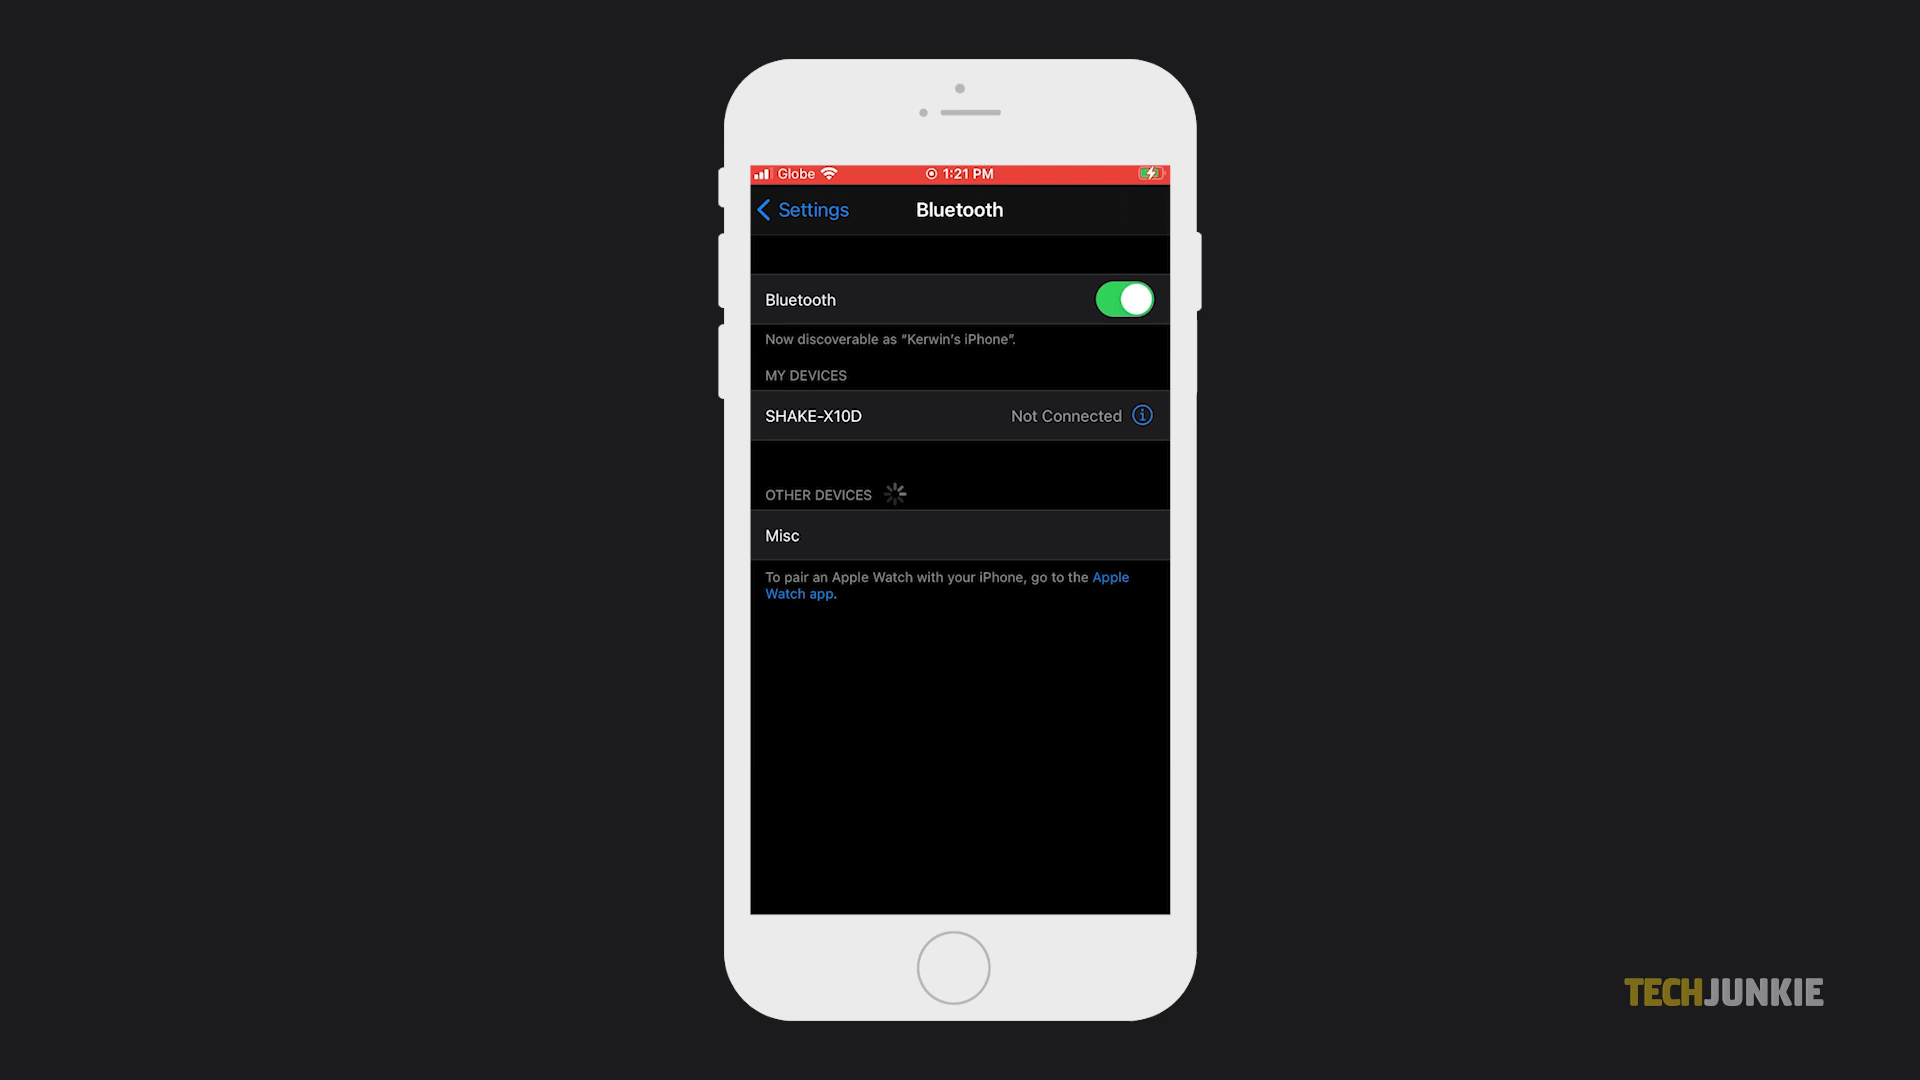 Globe 1:21 PM
Settings Bluetooth
Bluetooth
Now discoverable as “Kerwin’s iPhone”.
MY DEVICES
SHAKE-X10D Not Connected
OTHER DEVICES
Misc
To pair an Apple Watch with your iPhone, go to the Apple
Watch app.
TECHJUNKIE